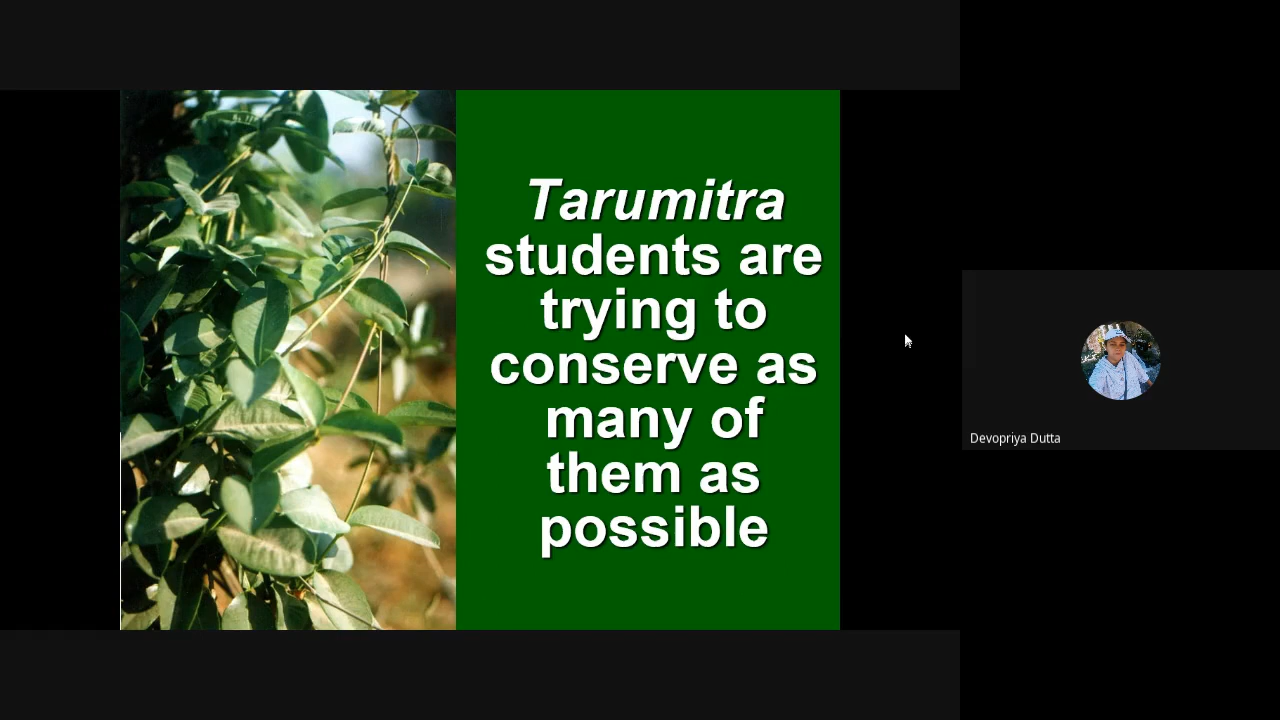 Tarumitra
students are
trying to
conserve as
many of
them as
possible
Devopriya Dutta